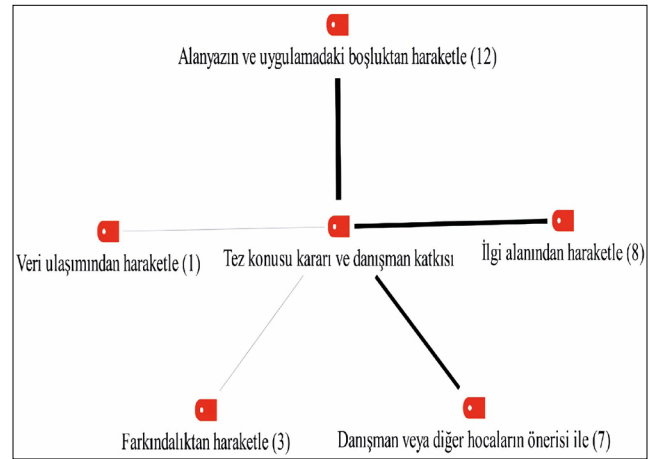 Alanyazın ve uygulamadaki boşluktan haraketle (12)
Veri ulaşımından haraketle (1)
Tez konusu kararı ve danışman katkısı
İlgi alanından haraketle (8)
Farkındalıktan haraketle (3)
Danışman veya diğer hocaların önerisi ile (7)